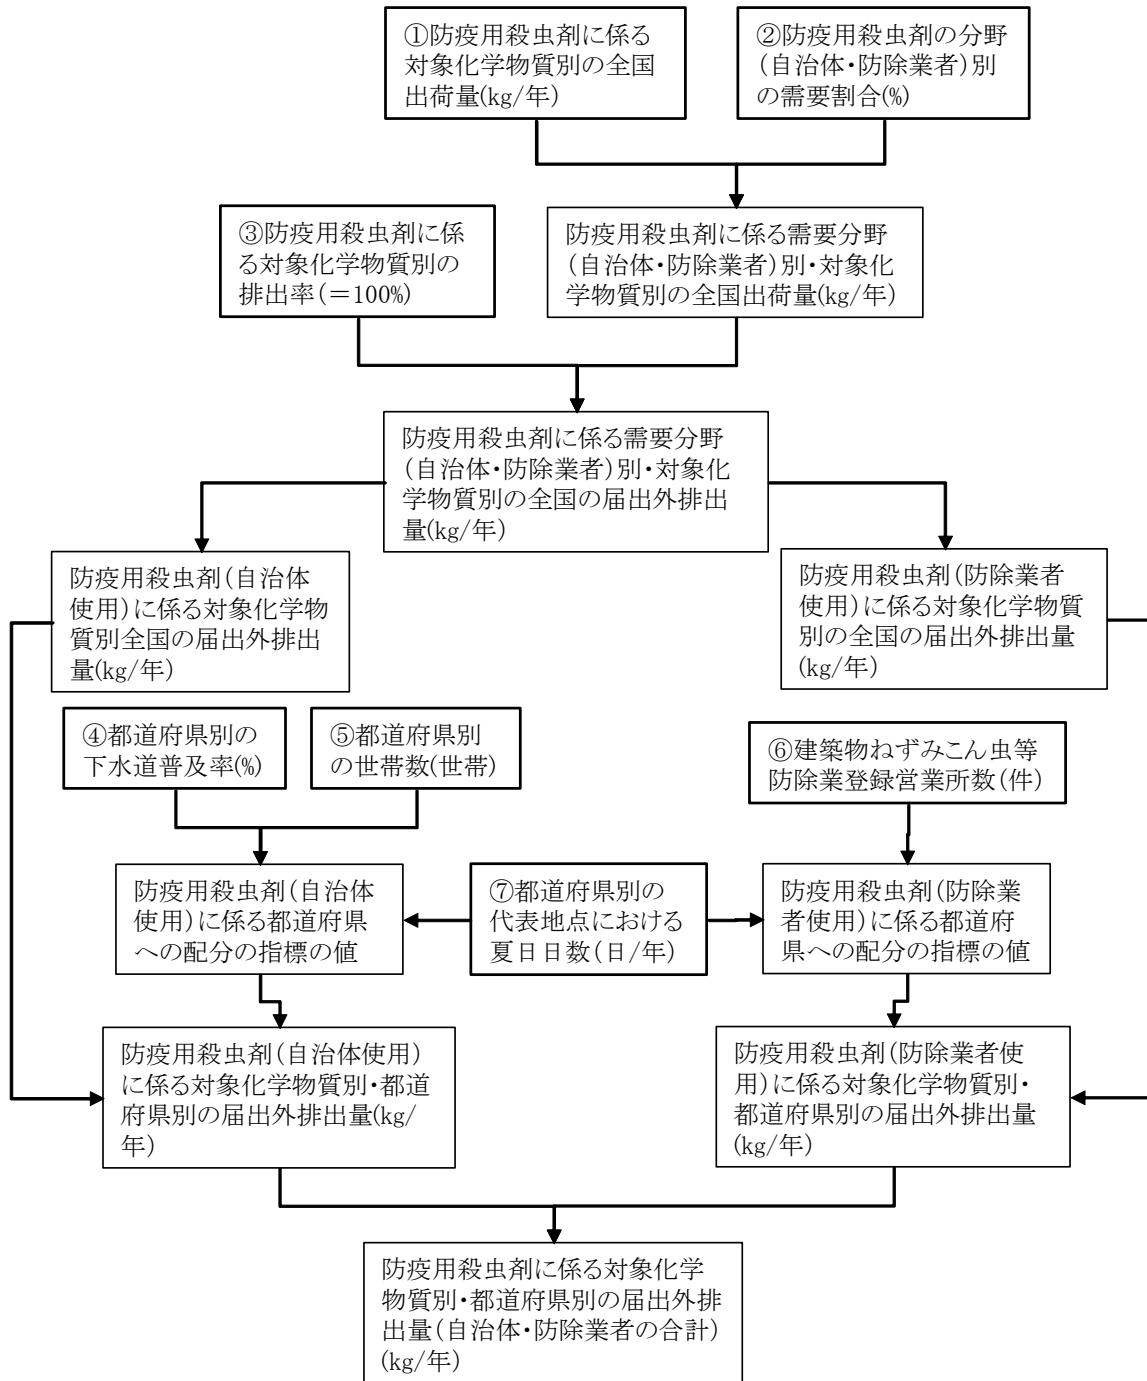 ①防疫用殺虫剤に係る
対象化学物質別の全国
出荷量(kg/年)
②防疫用殺虫剤の分野
(自治体・防除業者)別
の需要割合(%)
③防疫用殺虫剤に係
る対象化学物質別の
排出率(=100%)
防疫用殺虫剤に係る需要分野
(自治体・防除業者)別・対象化
学物質別の全国出荷量(kg/年)
防疫用殺虫剤に係る需要分野
(自治体・防除業者)別・対象化
学物質別の全国の届出外排出
量(kg/年)
防疫用殺虫剤(自治体
使用)に係る対象化学物
質別全国の届出外排出
量(kg/年)
防疫用殺虫剤(防除業者
使用)に係る対象化学物質
別の全国の届出外排出量
(kg/年)
④都道府県別の
下水道普及率(%)
⑤都道府県別
の世帯数(世帯)
⑥建築物ねずみこん虫等
防除業登録営業所数(件)
防疫用殺虫剤(自治体
使用)に係る都道府県
への配分の指標の値
⑦都道府県別の
代表地点における
夏日日数(日/年)
防疫用殺虫剤(防除業
者使用)に係る都道府
県への配分の指標の値
防疫用殺虫剤(自治体使用)
に係る対象化学物質別・都道
府県別の届出外排出量(kg/
年)
防疫用殺虫剤(防除業者使
用)に係る対象化学物質別・
都道府県別の届出外排出量
(kg/年)
防疫用殺虫剤に係る対象化学
物質別・都道府県別の届出外排
出量(自治体・防除業者の合計)
(kg/年)